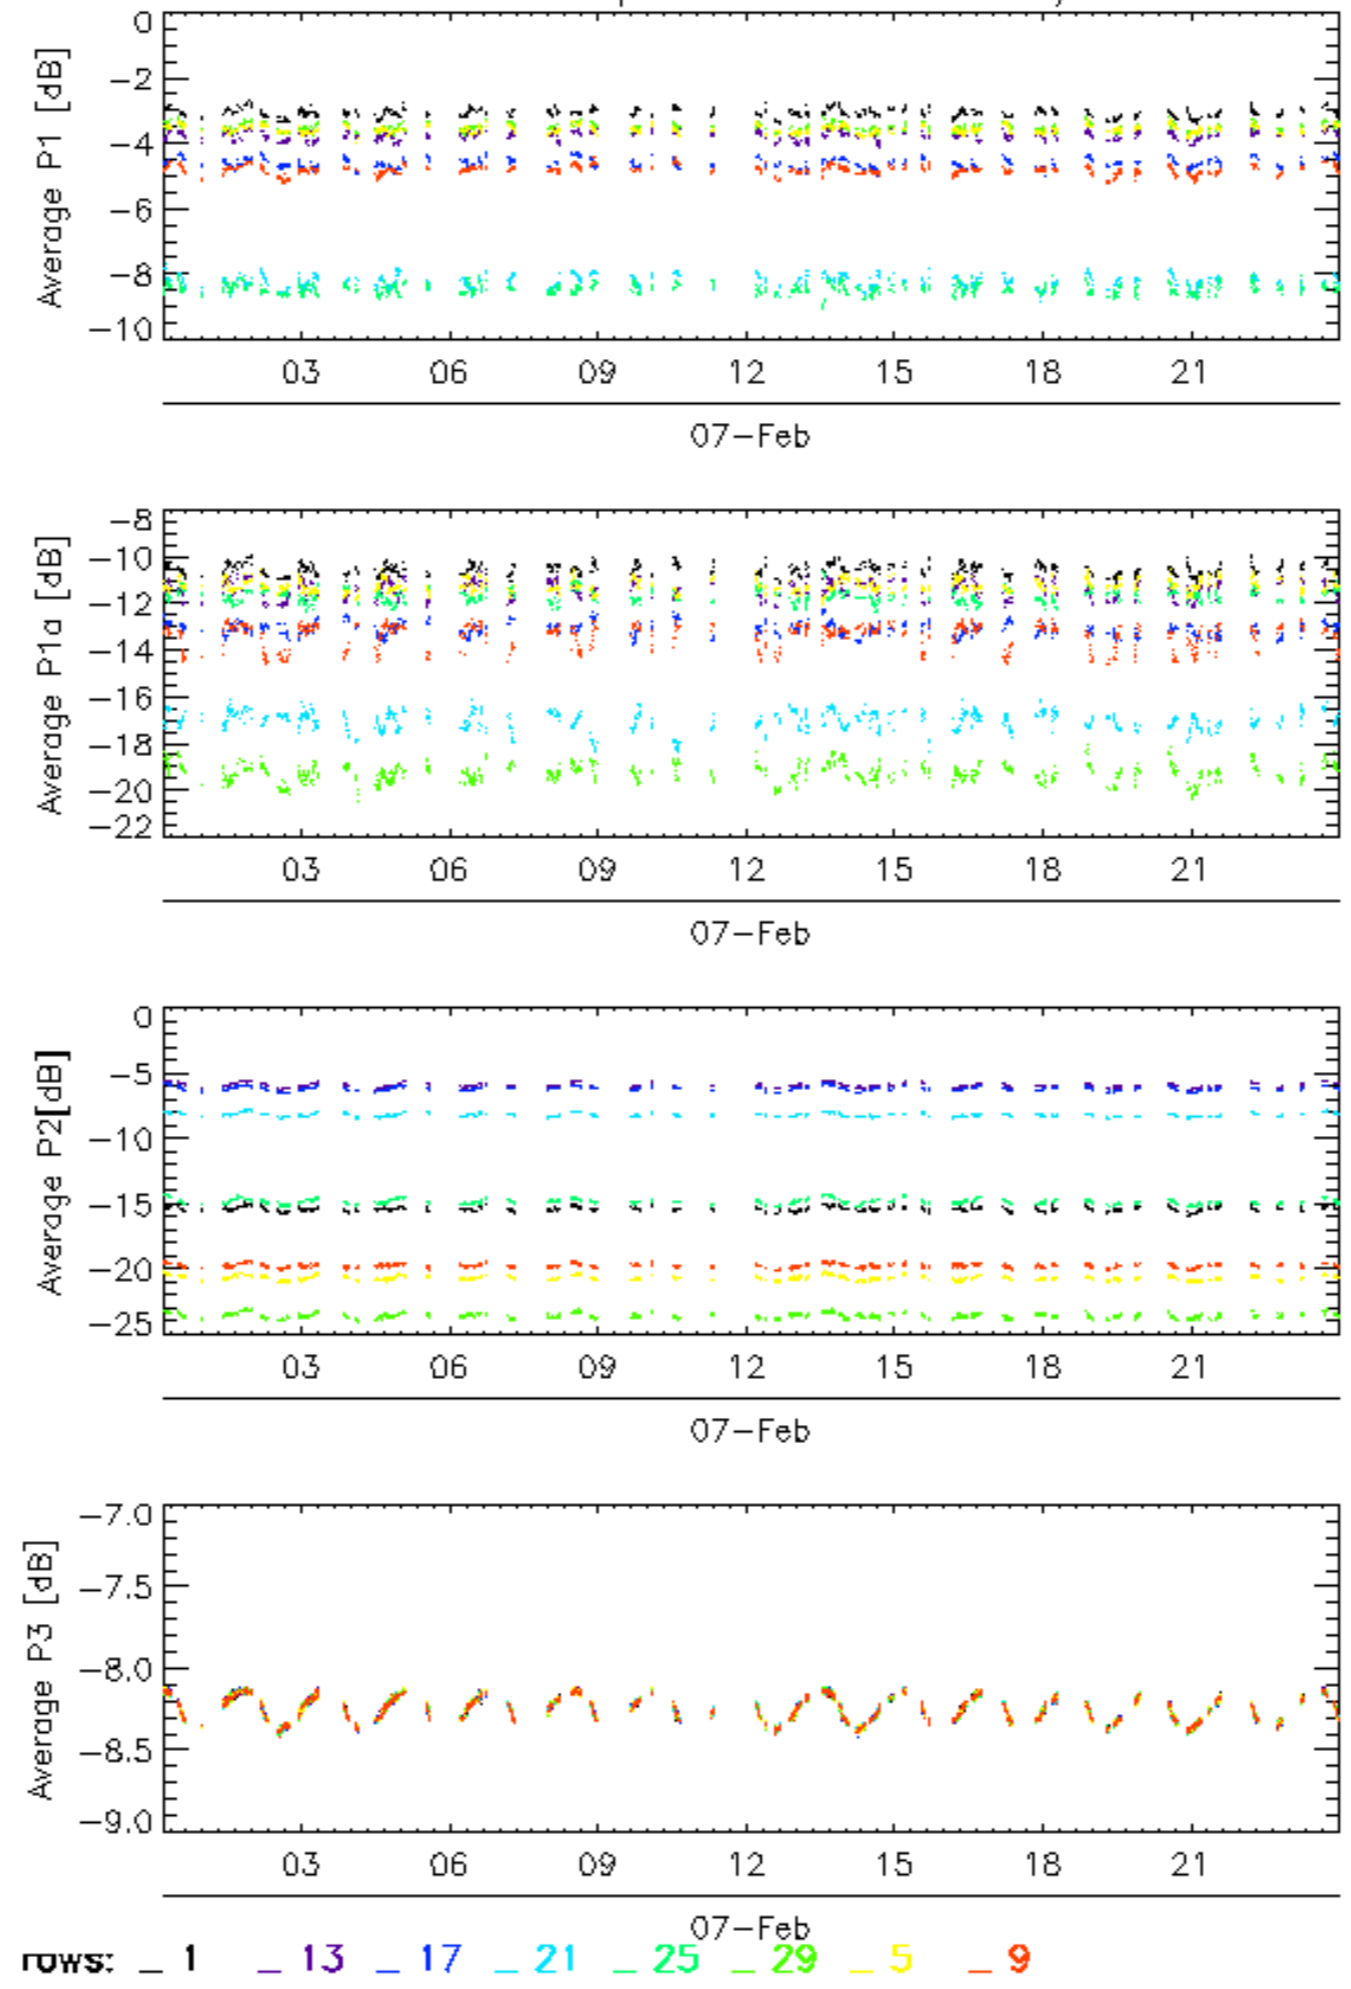 0
−2
−4
−6
−8
−10
Average P1 [dB]
03 06 09 12 15 18 21
07−Feb
−8
−10
−12
−14
−16
−18
−20
−22
Average P1a [dB]
03 06 09 12 15 18 21
07−Feb
0
−5
−10
−15
−20
−25
Average P2[dB]
03 06 09 12 15 18 21
07−Feb
−7.0
−7.5
−8.0
−8.5
−9.0
Average P3 [dB]
03 06 09 12 15 18 21
07−Feb
rows: _ 1 _ 13 _ 17 _ 21 _ 25 _ 29 _ 5 _ 9